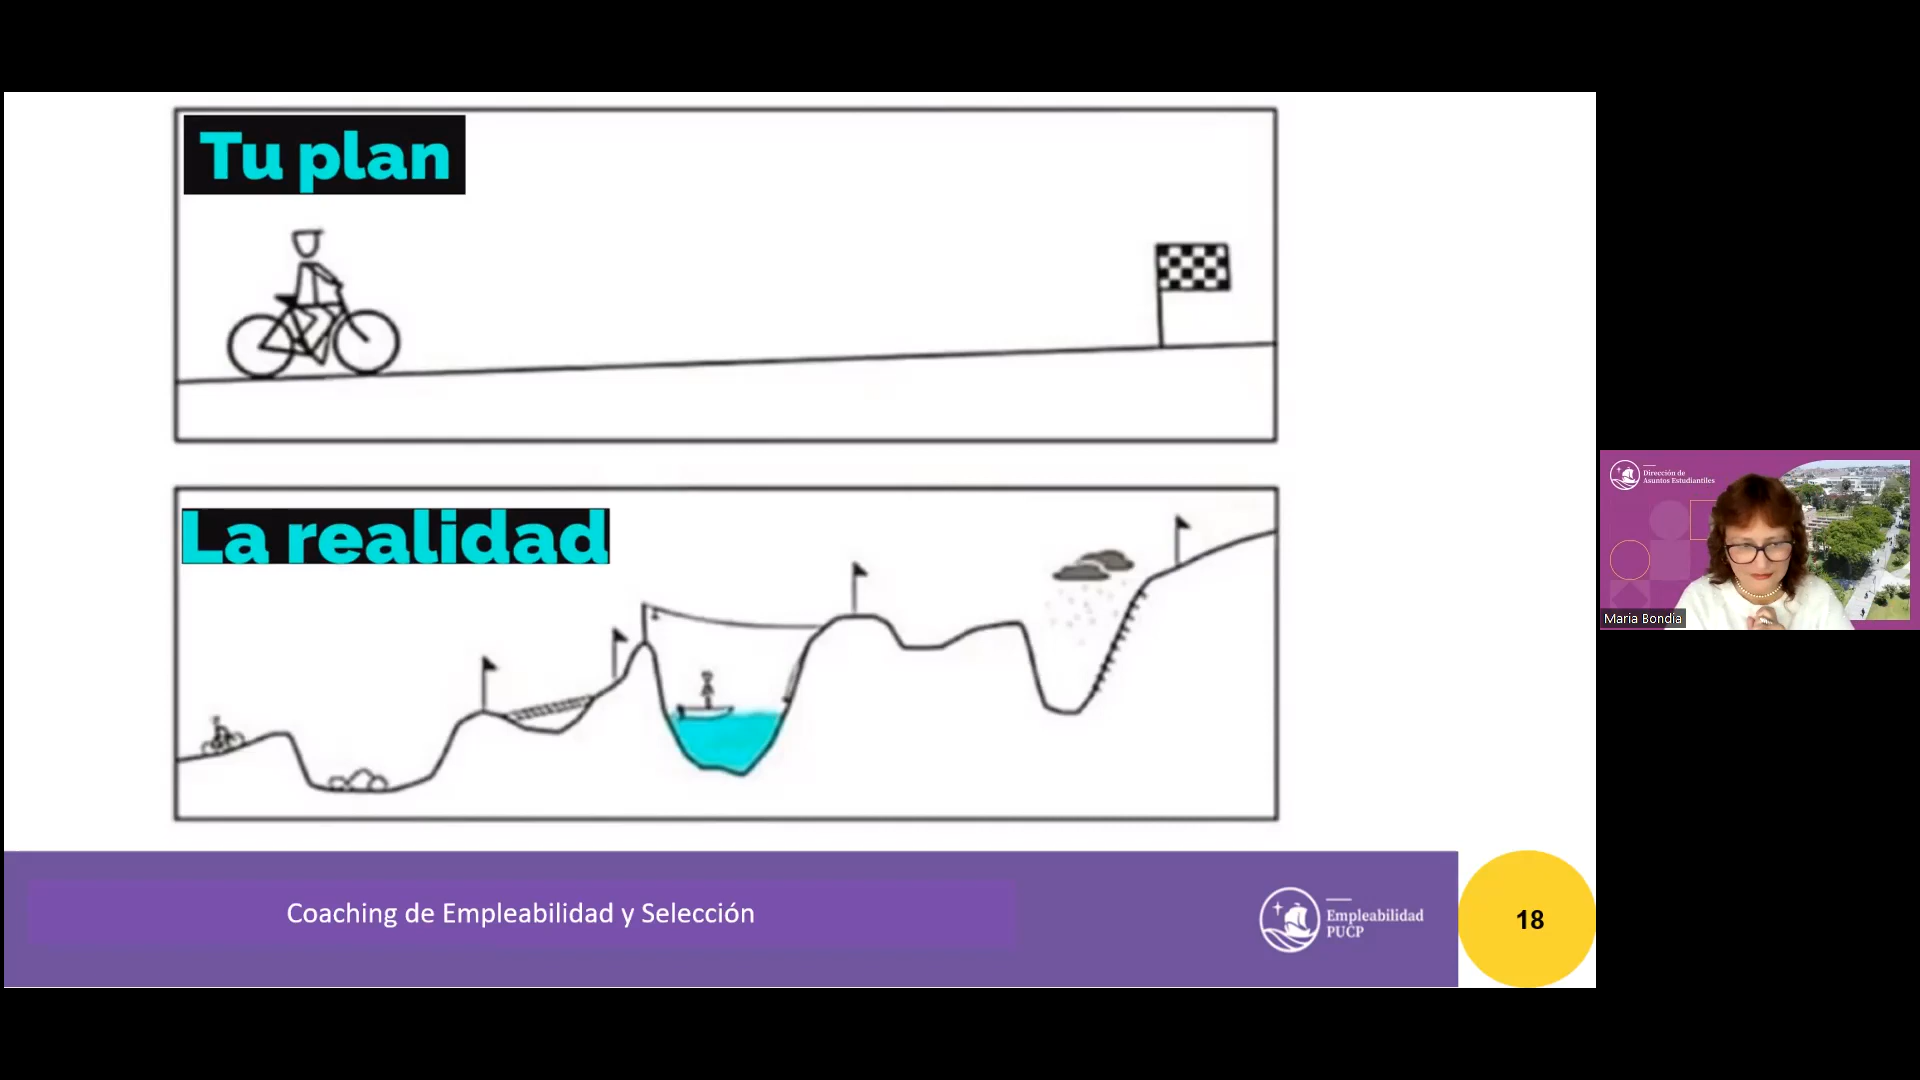 Tu plan
La realidad
Coaching de Empleabilidad y Selección
Empleabilidad
PUCP
18
Dirección de
Asuntos Estudiantiles
Maria Bondia